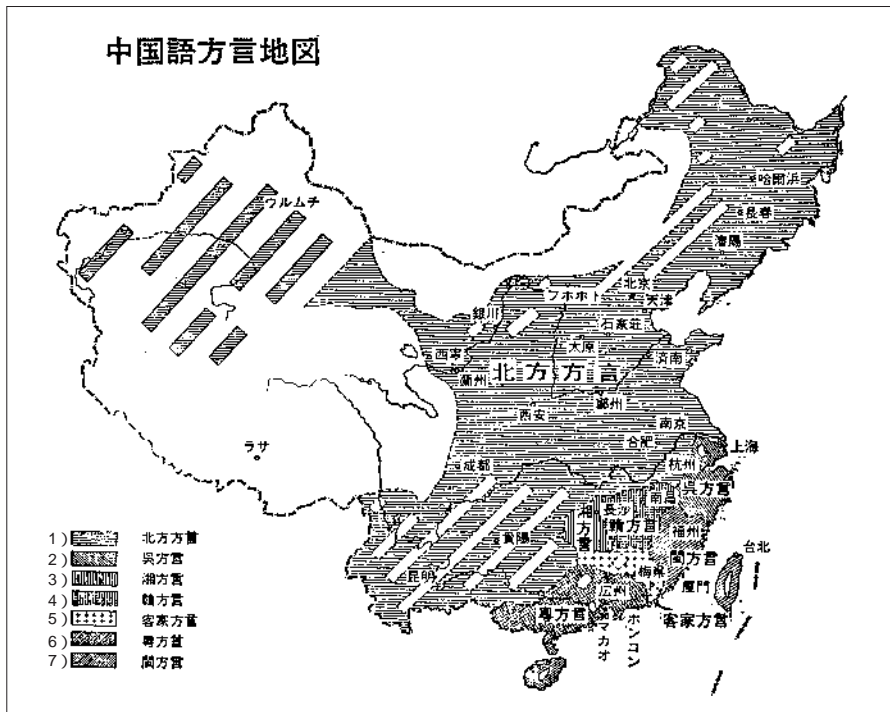 中国語方言地図
ウルムチ
哈爾浜
長春
瀋陽
北京
フホホト
天津
銀川
石家荘
太原
西寧
済南
蘭州
北方方言
鄭州
西安
南京
合肥
上海
杭州
ラサ
成都
呉方言
南昌
長沙
湘方言
贛方言
貴陽
福州
台北
閩方言
昆明
梅県
厦門
広州
粤方言
客家方言
マカオ
ホンコン
1) 北方方言
2) 呉方言
3) 湘方言
4) 贛方言
5) 客家方言
6) 粤方言
7) 閩方言